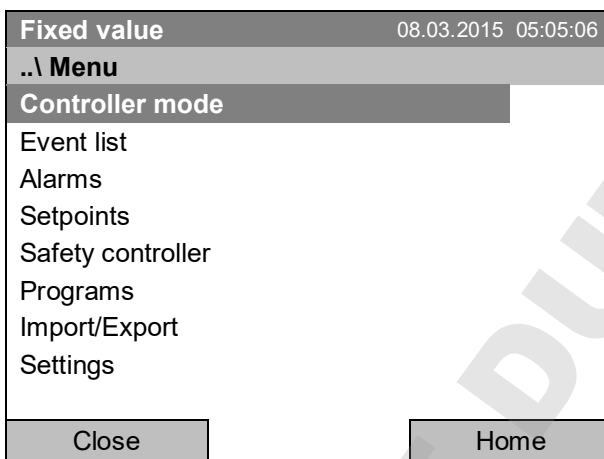 Fixed value 08.03.2015 05:05:06
..\ Menu
Controller mode
Event list
Alarms
Setpoints
Safety controller
Programs
Import/Export
Settings
Close Home